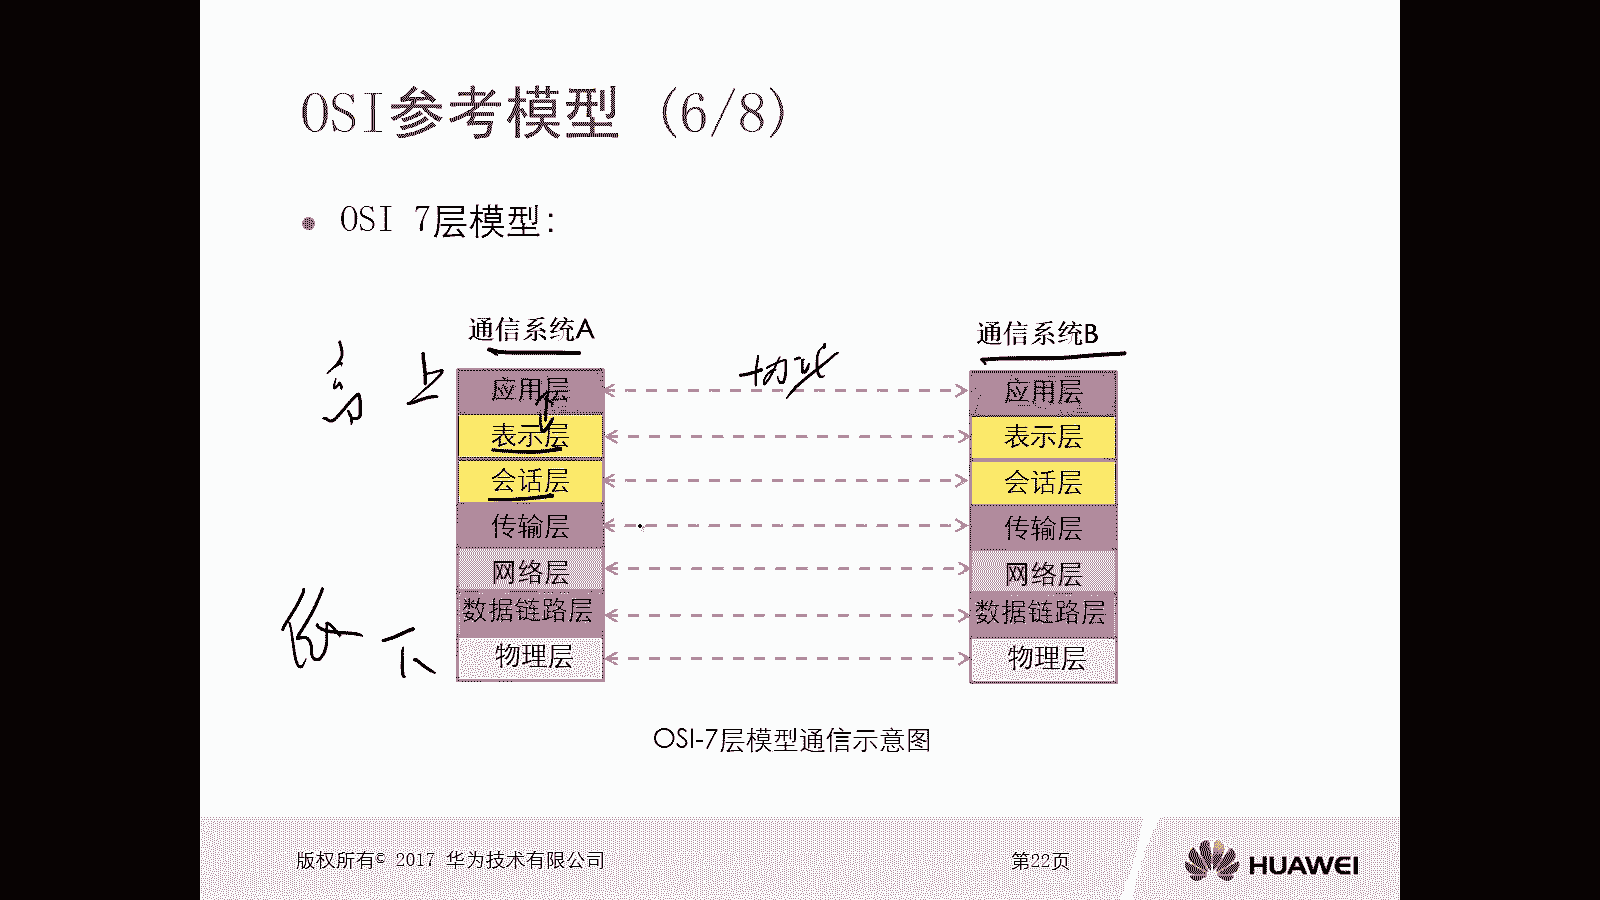 OSI参考模型 (6/8)
• OSI 7层模型:
通信系统A
通信系统B
高 上
协议
应用层
应用层
表示层
表示层
会话层
会话层
传输层
传输层
网络层
网络层
数据链路层
数据链路层
低 下
物理层
物理层
OSI-7层模型通信示意图
版权所有© 2017 华为技术有限公司
第22页
HUAWEI